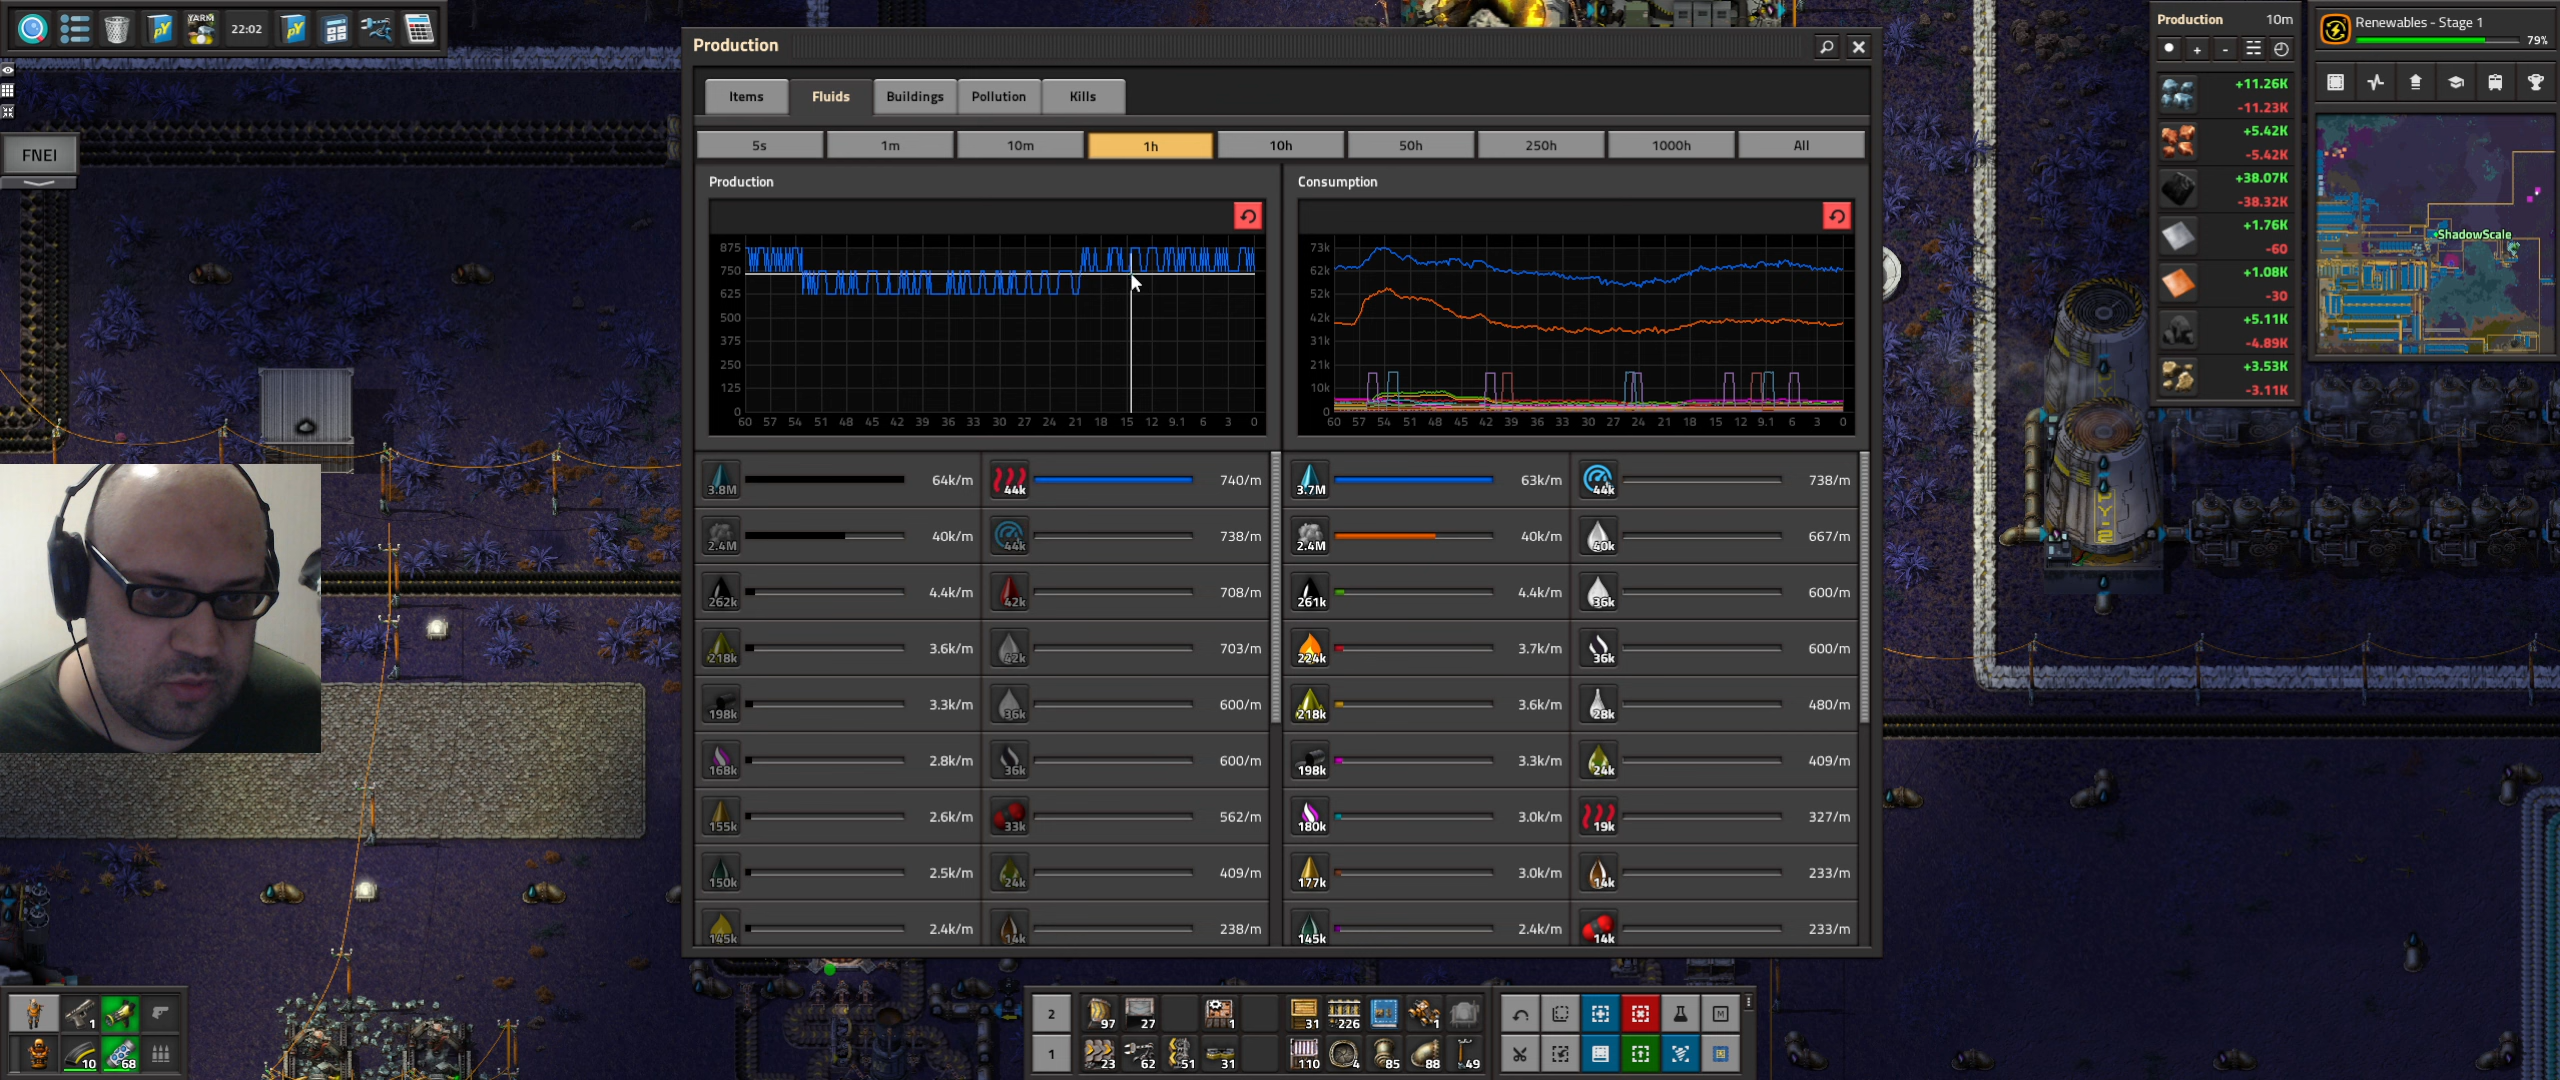 YARM
22:02
FNEI
Production
Items
Fluids
Buildings
Pollution
Kills
5s
1m
10m
1h
10h
50h
250h
1000h
All
Production
875
750
625
500
375
250
125
0
60 57 54 51 48 45 42 39 36 33 30 27 24 21 18 15 12 9.1 6 3 0
Consumption
73k
62k
52k
42k
31k
21k
10k
0
60 57 54 51 48 45 42 39 36 33 30 27 24 21 18 15 12 9.1 6 3 0
3.8M 64k/m 44k 740/m
2.4M 40k/m 44k 738/m
262k 4.4k/m 42k 708/m
218k 3.6k/m 42k 703/m
198k 3.3k/m 36k 600/m
168k 2.8k/m 36k 600/m
155k 2.6k/m 33k 562/m
150k 2.5k/m 24k 409/m
145k 2.4k/m 14k 238/m
3.7M 63k/m 44k 738/m
2.4M 40k/m 40k 667/m
261k 4.4k/m 36k 600/m
224k 3.7k/m 36k 600/m
218k 3.6k/m 28k 480/m
198k 3.3k/m 24k 409/m
180k 3.0k/m 19k 327/m
177k 3.0k/m 14k 233/m
145k 2.4k/m 14k 233/m
Production 10m
+11.26K
-11.23K
+5.42K
-5.42K
+38.07K
-38.32K
+1.76K
-60
+1.08K
-30
+5.11K
-4.89K
+3.53K
-3.11K
Renewables - Stage 1
79%
ShadowScale
1
10 68
2 97 27 1 31 226 1
1 23 62 51 31 110 4 85 88 49